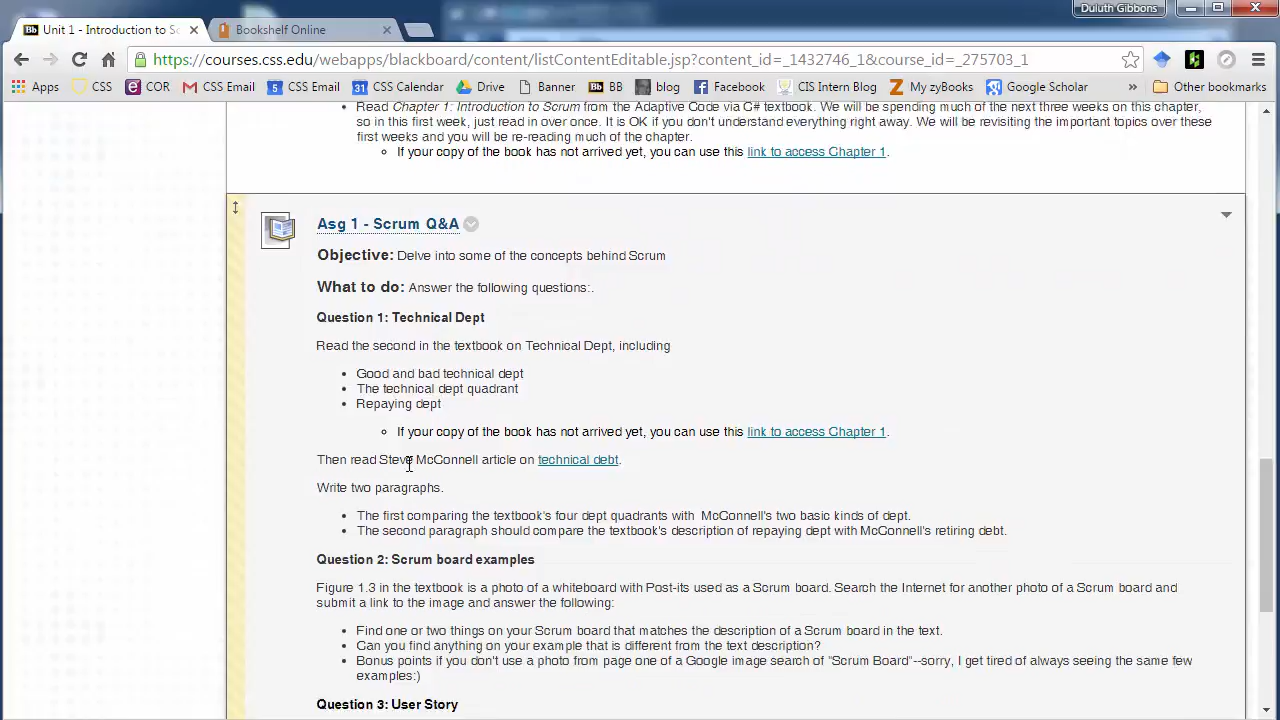 Duluth Gibbons
Unit 1 - Introduction to Sc
Bookshelf Online
https://courses.css.edu/webapps/blackboard/content/listContentEditable.jsp?content_id=_1432746_1&course_id=_275703_1
Apps CSS COR CSS Email CSS Email CSS Calendar Drive Banner BB blog Facebook CIS Intern Blog My zyBooks Google Scholar » Other bookmarks
Read Chapter 1: Introduction to Scrum from the Adaptive Code via C# textbook. We will be spending much of the next three weeks on this chapter,
so in this first week, just read in over once. It is OK if you don't understand everything right away. We will be revisiting the important topics over these
first weeks and you will be re-reading much of the chapter.
If your copy of the book has not arrived yet, you can use this link to access Chapter 1.
Asg 1 - Scrum Q&A
Objective: Delve into some of the concepts behind Scrum
What to do: Answer the following questions:.
Question 1: Technical Dept
Read the second in the textbook on Technical Dept, including
Good and bad technical dept
The technical dept quadrant
Repaying dept
If your copy of the book has not arrived yet, you can use this link to access Chapter 1.
Then read Steve McConnell article on technical debt.
Write two paragraphs.
The first comparing the textbook's four dept quadrants with McConnell's two basic kinds of dept.
The second paragraph should compare the textbook's description of repaying dept with McConnell's retiring debt.
Question 2: Scrum board examples
Figure 1.3 in the textbook is a photo of a whiteboard with Post-its used as a Scrum board. Search the Internet for another photo of a Scrum board and
submit a link to the image and answer the following:
Find one or two things on your Scrum board that matches the description of a Scrum board in the text.
Can you find anything on your example that is different from the text description?
Bonus points if you don't use a photo from page one of a Google image search of "Scrum Board"--sorry, I get tired of always seeing the same few
examples:)
Question 3: User Story